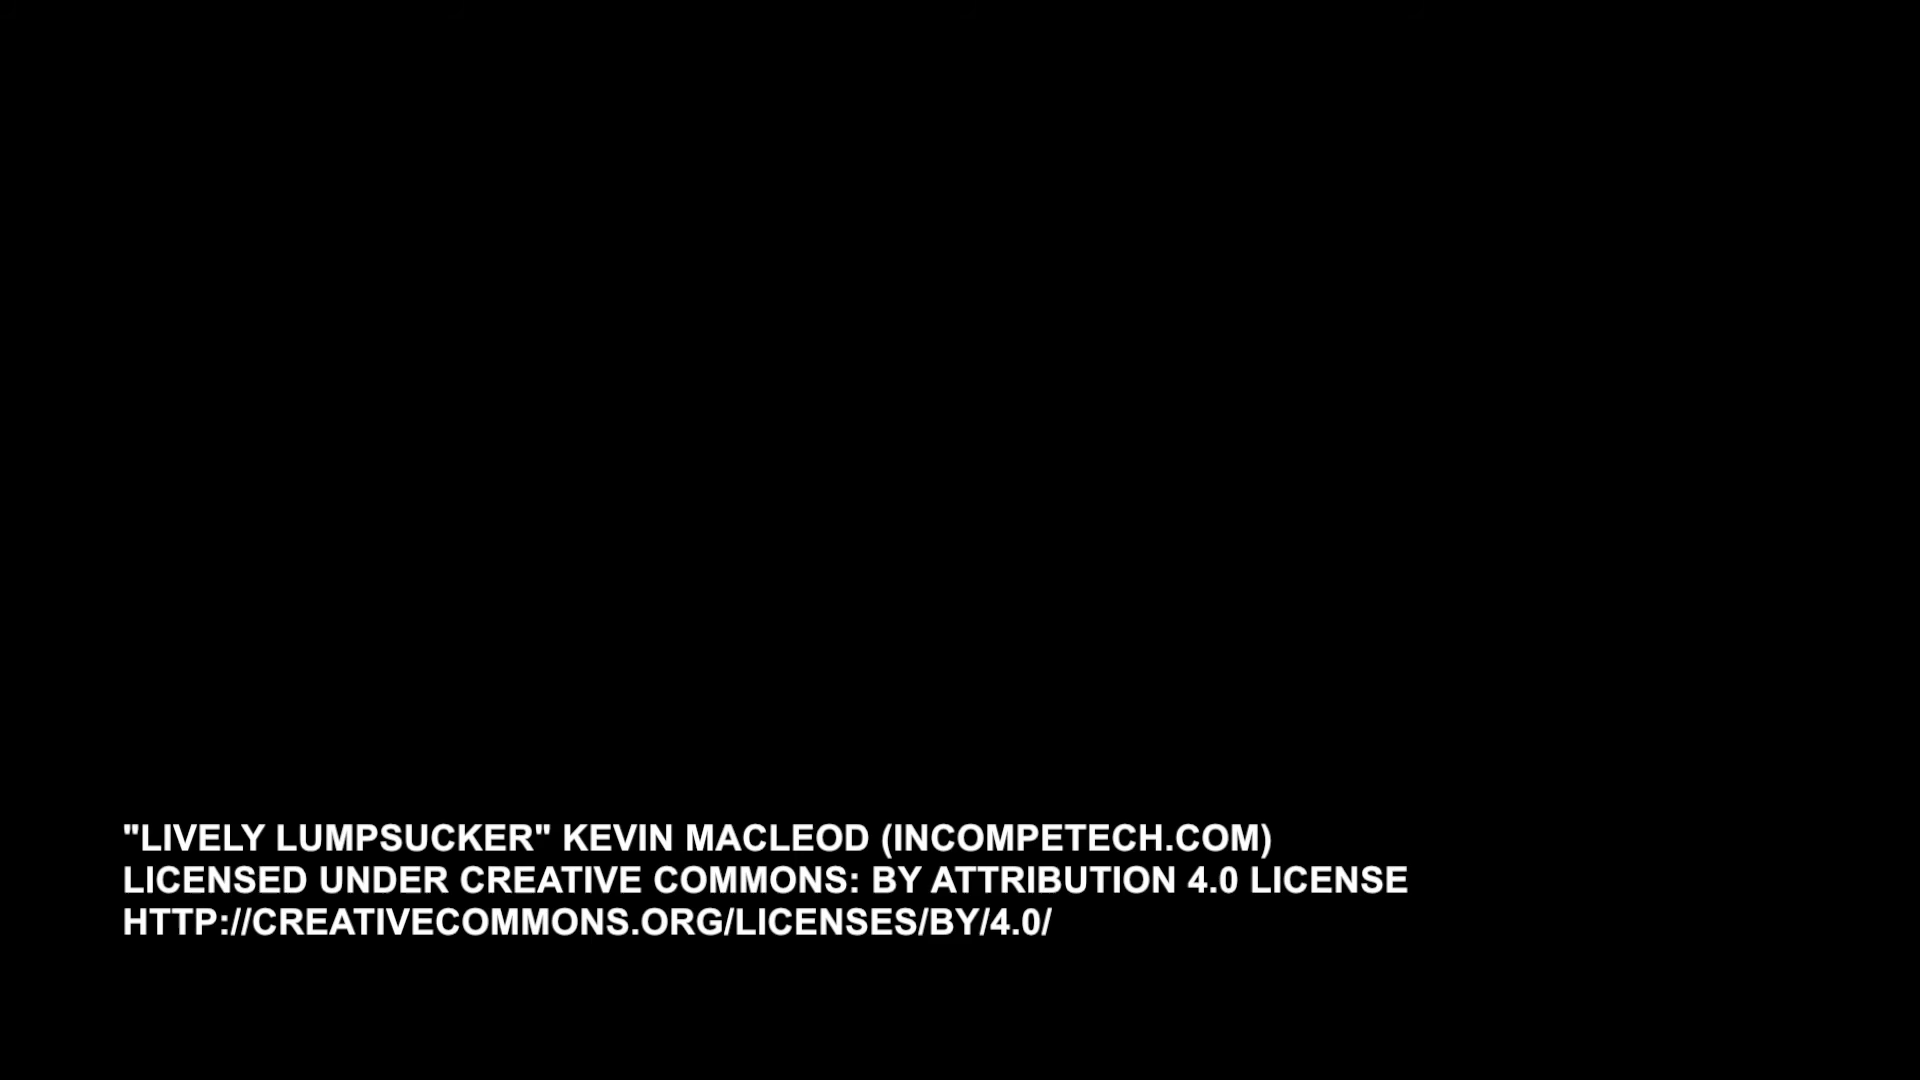 "LIVELY LUMPSUCKER" KEVIN MACLEOD (INCOMPETECH.COM)
LICENSED UNDER CREATIVE COMMONS: BY ATTRIBUTION 4.0 LICENSE
HTTP://CREATIVECOMMONS.ORG/LICENSES/BY/4.0/